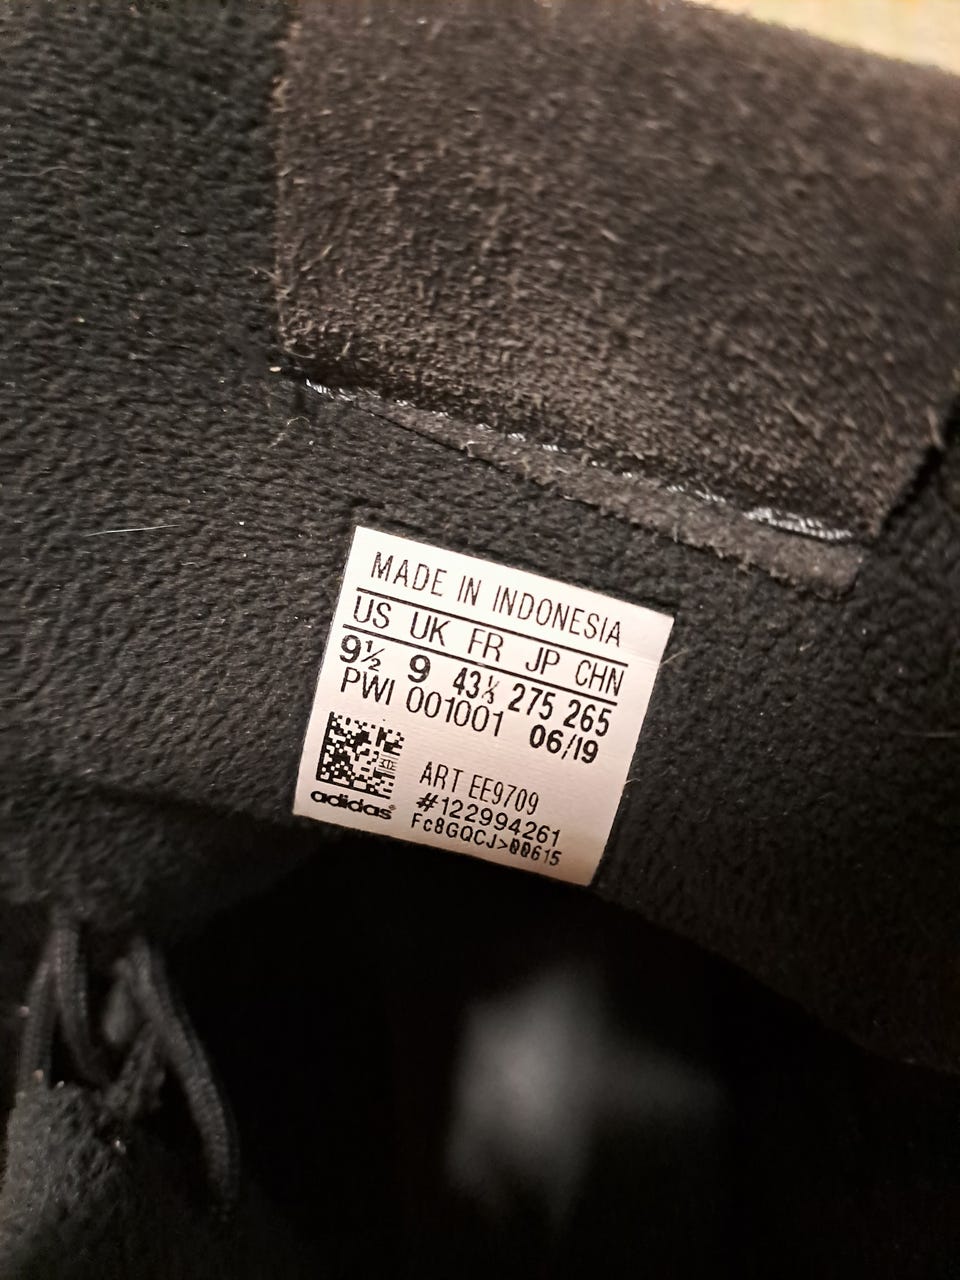 MADE IN INDONESIA
US UK FR JP CHN
9½ 9 43⅓ 275 265
PWI 001001 06/19
ART EE9709
#122994261
Fc8GQCJ>00615
adidas®